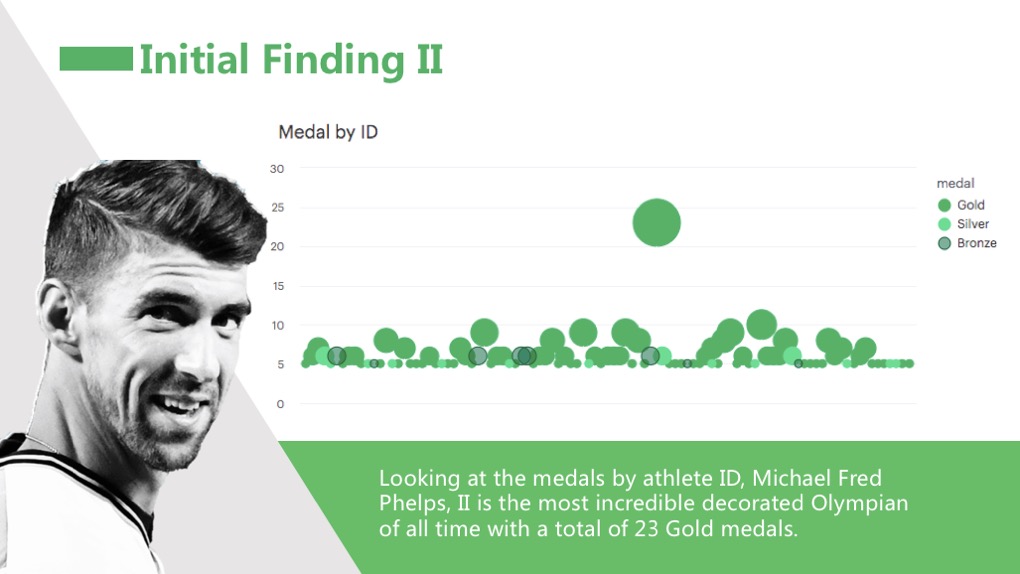 Initial Finding II
Medal by ID
30
25
20
15
10
5
0
medal
Gold
Silver
Bronze
Looking at the medals by athlete ID, Michael Fred
Phelps, II is the most incredible decorated Olympian
of all time with a total of 23 Gold medals.